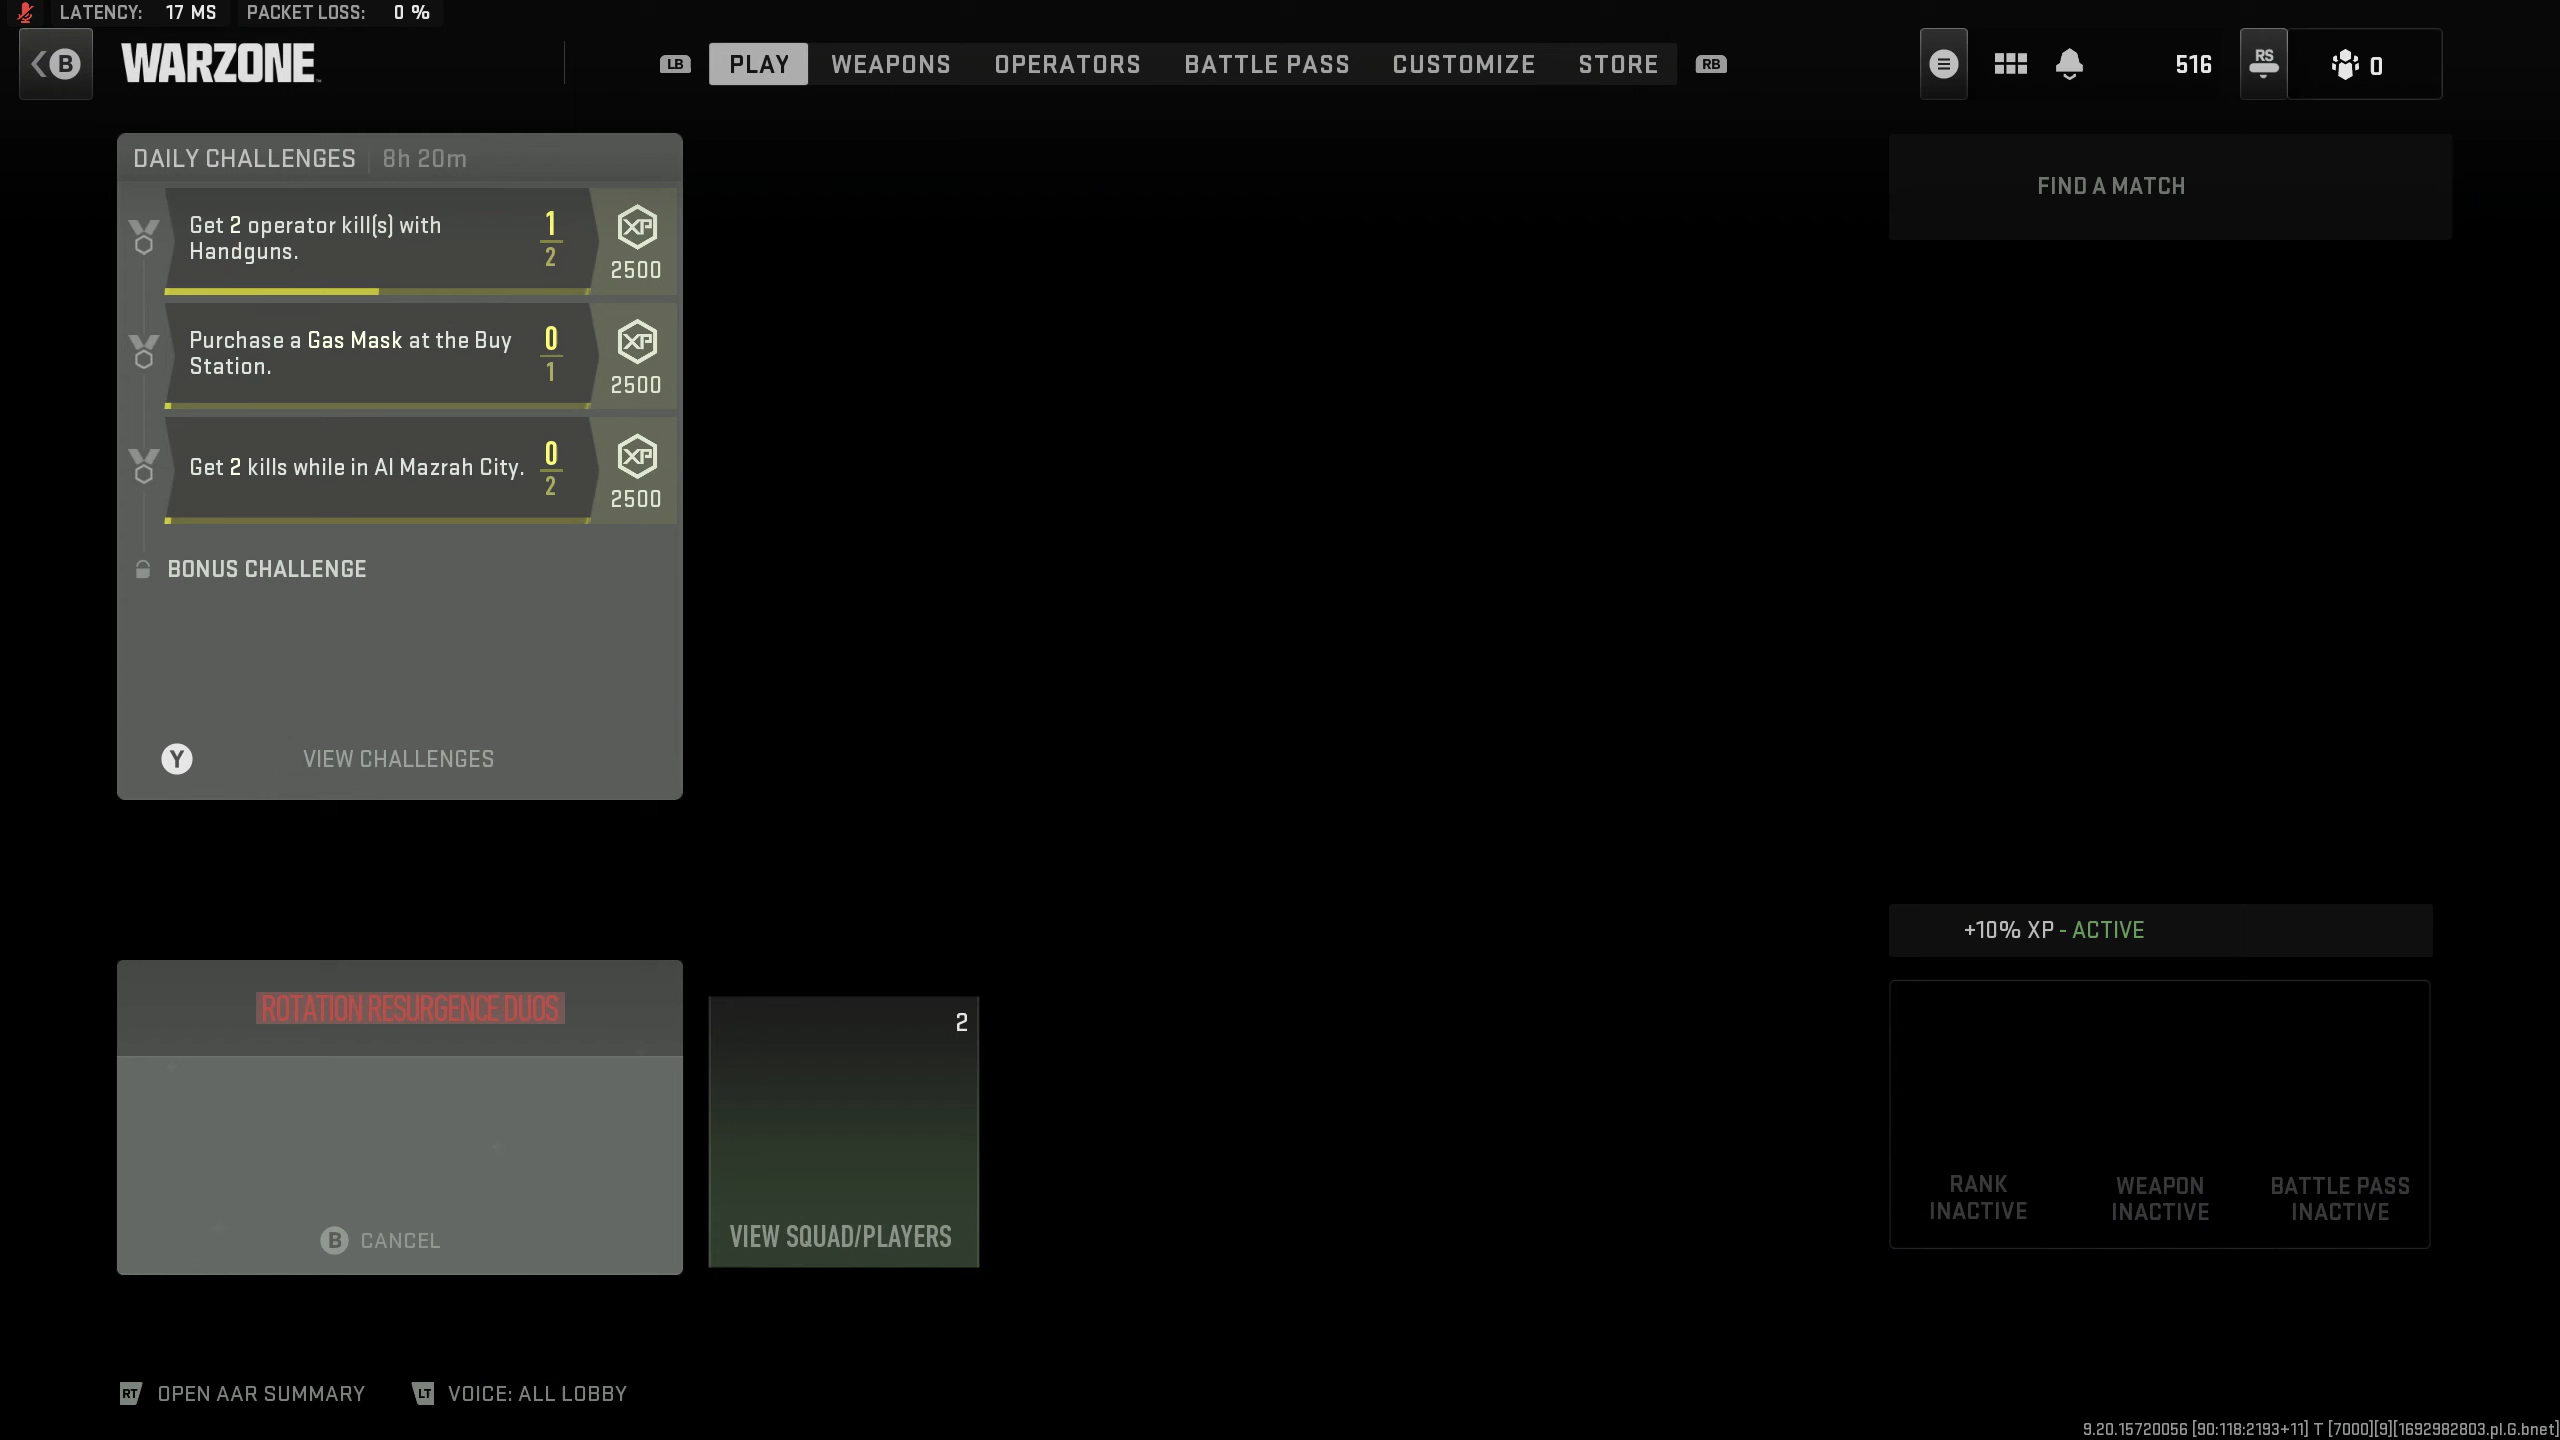 LATENCY: 17 MS PACKET LOSS: 0 %
B WARZONE LB PLAY WEAPONS OPERATORS BATTLE PASS CUSTOMIZE STORE RB 516 RS 0
DAILY CHALLENGES 8h 20m
FIND A MATCH
Get 2 operator kill(s) with
Handguns.
1
2
XP
2500
Purchase a Gas Mask at the Buy
Station.
0
1
XP
2500
Get 2 kills while in Al Mazrah City.
0
2
XP
2500
BONUS CHALLENGE
Y VIEW CHALLENGES
+10% XP - ACTIVE
ROTATION RESURGENCE DUOS
B CANCEL
2
VIEW SQUAD/PLAYERS
RANK
INACTIVE
WEAPON
INACTIVE
BATTLE PASS
INACTIVE
RT OPEN AAR SUMMARY LT VOICE: ALL LOBBY
9.20.15720056 [90:118:2193+11] T [7000][9][1692982803.pl.G.bnet]